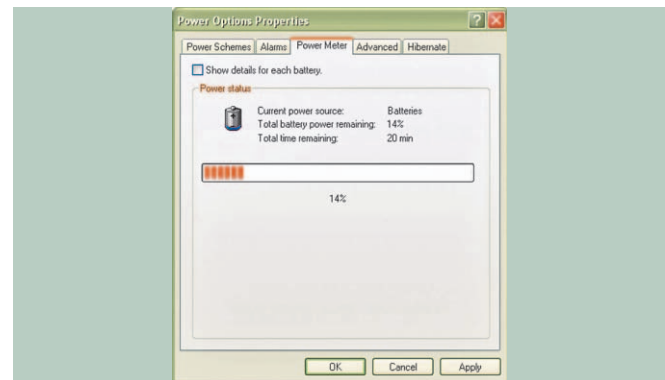 Power Options Properties
Power Schemes Alarms Power Meter Advanced Hibernate
Show details for each battery.
Power status
Current power source: Batteries
Total battery power remaining: 14%
Total time remaining: 20 min
14%
OK Cancel Apply